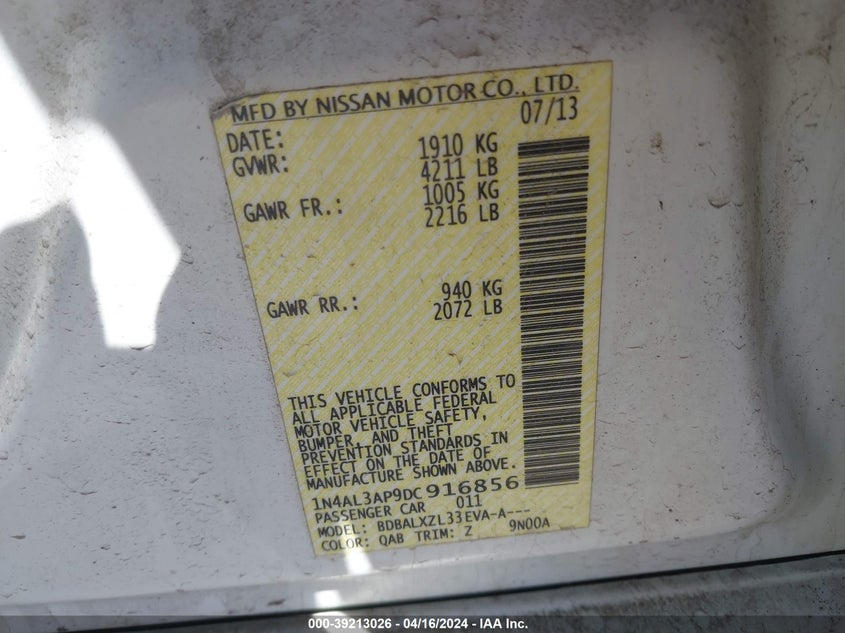 MFD BY NISSAN MOTOR CO., LTD.
DATE: 07/13
GVWR: 1910 KG
4211 LB
GAWR FR.: 1005 KG
2216 LB
GAWR RR.: 940 KG
2072 LB
THIS VEHICLE CONFORMS TO
ALL APPLICABLE FEDERAL
MOTOR VEHICLE SAFETY,
BUMPER, AND THEFT
PREVENTION STANDARDS IN
EFFECT ON THE DATE OF
MANUFACTURE SHOWN ABOVE.
1N4AL3AP9DC916856
PASSENGER CAR 011
MODEL: BDBALXZL33EVA-A---
COLOR: QAB TRIM: Z 9N00A
000-39213026 - 04/16/2024 - IAA Inc.